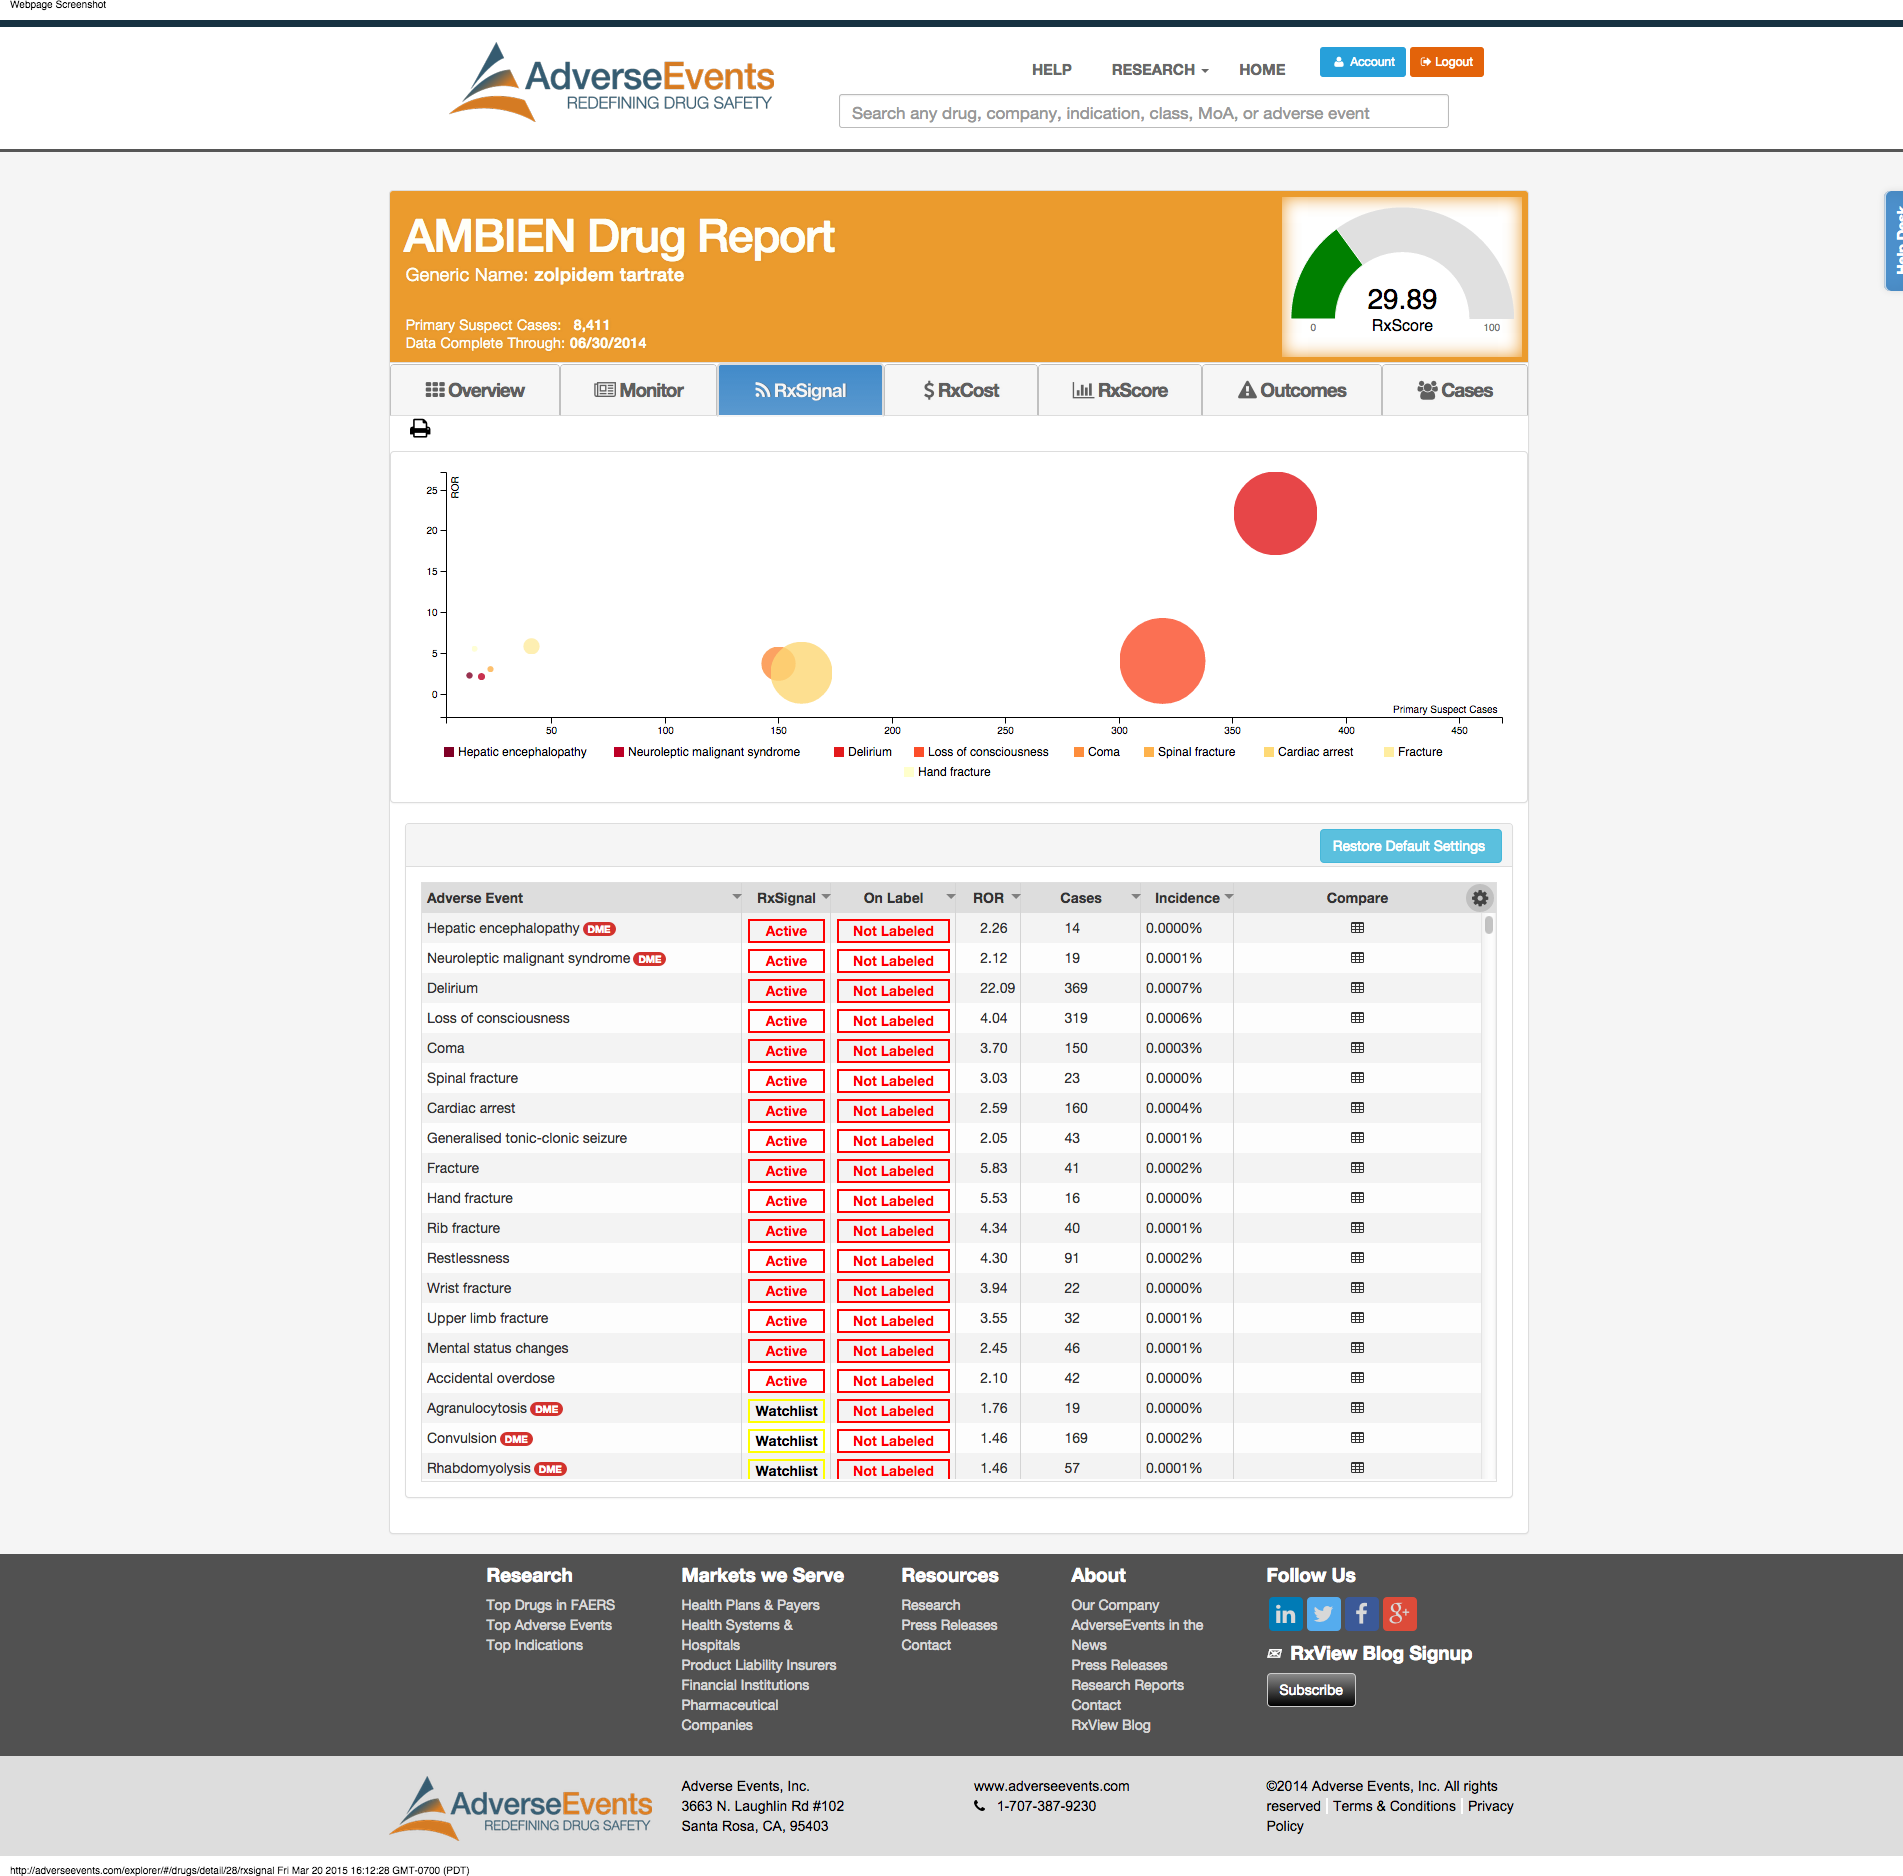 Webpage Screenshot
AdverseEvents
REDEFINING DRUG SAFETY
HELP RESEARCH HOME Account Logout
Search any drug, company, indication, class, MoA, or adverse event
Help Desk
AMBIEN Drug Report
Generic Name: zolpidem tartrate
Primary Suspect Cases: 8,411
Data Complete Through: 06/30/2014
29.89
RxScore
0 100
Overview Monitor RxSignal $ RxCost RxScore Outcomes Cases
ROR
25
20
15
10
5
0
Primary Suspect Cases
50 100 150 200 250 300 350 400 450
Hepatic encephalopathy Neuroleptic malignant syndrome Delirium Loss of consciousness Coma Spinal fracture Cardiac arrest Fracture
Hand fracture
Restore Default Settings
Adverse Event RxSignal On Label ROR Cases Incidence Compare
Hepatic encephalopathy DME Active Not Labeled 2.26 14 0.0000%
Neuroleptic malignant syndrome DME Active Not Labeled 2.12 19 0.0001%
Delirium Active Not Labeled 22.09 369 0.0007%
Loss of consciousness Active Not Labeled 4.04 319 0.0006%
Coma Active Not Labeled 3.70 150 0.0003%
Spinal fracture Active Not Labeled 3.03 23 0.0000%
Cardiac arrest Active Not Labeled 2.59 160 0.0004%
Generalised tonic-clonic seizure Active Not Labeled 2.05 43 0.0001%
Fracture Active Not Labeled 5.83 41 0.0002%
Hand fracture Active Not Labeled 5.53 16 0.0000%
Rib fracture Active Not Labeled 4.34 40 0.0001%
Restlessness Active Not Labeled 4.30 91 0.0002%
Wrist fracture Active Not Labeled 3.94 22 0.0000%
Upper limb fracture Active Not Labeled 3.55 32 0.0001%
Mental status changes Active Not Labeled 2.45 46 0.0001%
Accidental overdose Active Not Labeled 2.10 42 0.0000%
Agranulocytosis DME Watchlist Not Labeled 1.76 19 0.0000%
Convulsion DME Watchlist Not Labeled 1.46 169 0.0002%
Rhabdomyolysis DME Watchlist Not Labeled 1.46 57 0.0001%
Research
Top Drugs in FAERS
Top Adverse Events
Top Indications
Markets we Serve
Health Plans & Payers
Health Systems &
Hospitals
Product Liability Insurers
Financial Institutions
Pharmaceutical
Companies
Resources
Research
Press Releases
Contact
About
Our Company
AdverseEvents in the
News
Press Releases
Research Reports
Contact
RxView Blog
Follow Us
in f g+
RxView Blog Signup
Subscribe
AdverseEvents
REDEFINING DRUG SAFETY
Adverse Events, Inc.
3663 N. Laughlin Rd #102
Santa Rosa, CA, 95403
www.adverseevents.com
1-707-387-9230
©2014 Adverse Events, Inc. All rights
reserved | Terms & Conditions | Privacy
Policy
http://adverseevents.com/explorer/#/drugs/detail/28/rxsignal Fri Mar 20 2015 16:12:28 GMT-0700 (PDT)